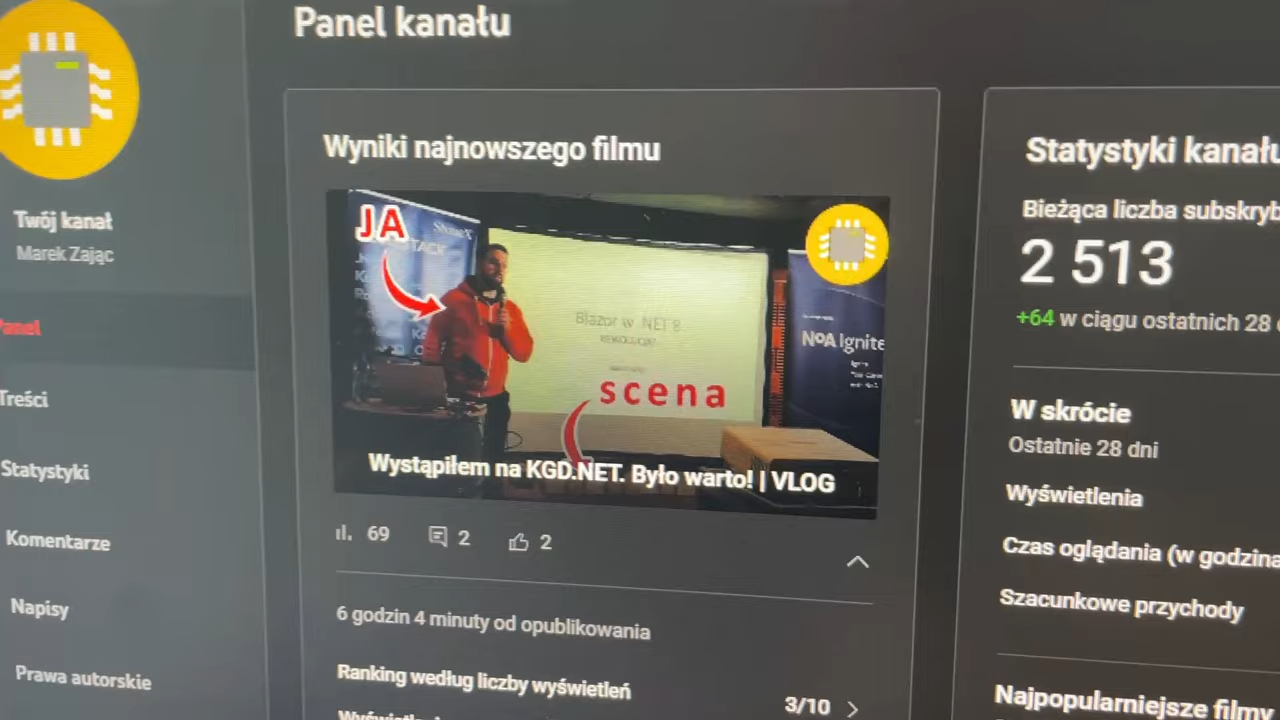 Panel kanału
Twój kanał
Marek Zając
Panel
Treści
Statystyki
Komentarze
Napisy
Prawa autorskie
Wyniki najnowszego filmu
JA
StoneX
STACK
Blazor w .NET 8
REWOLUCJA?
scena
NoA Ignite
Wystąpiłem na KGD.NET. Było warto! | VLOG
69
2
2
6 godzin 4 minuty od opublikowania
Ranking według liczby wyświetleń
3/10
Statystyki kanału
Bieżąca liczba subskryb
2 513
+64 w ciągu ostatnich 28
W skrócie
Ostatnie 28 dni
Wyświetlenia
Czas oglądania (w godzina
Szacunkowe przychody
Najpopularniejsze filmy